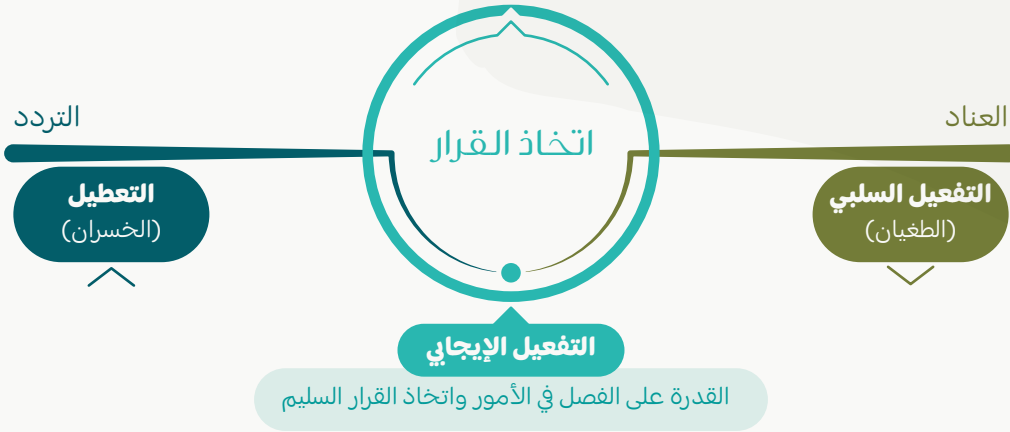 العناد
التردد
اتخاذ القرار
التفعيل السلبي
(الطغيان)
التعطيل
(الخسران)
التفعيل الإيجابي
القدرة على الفصل في الأمور واتخاذ القرار السليم